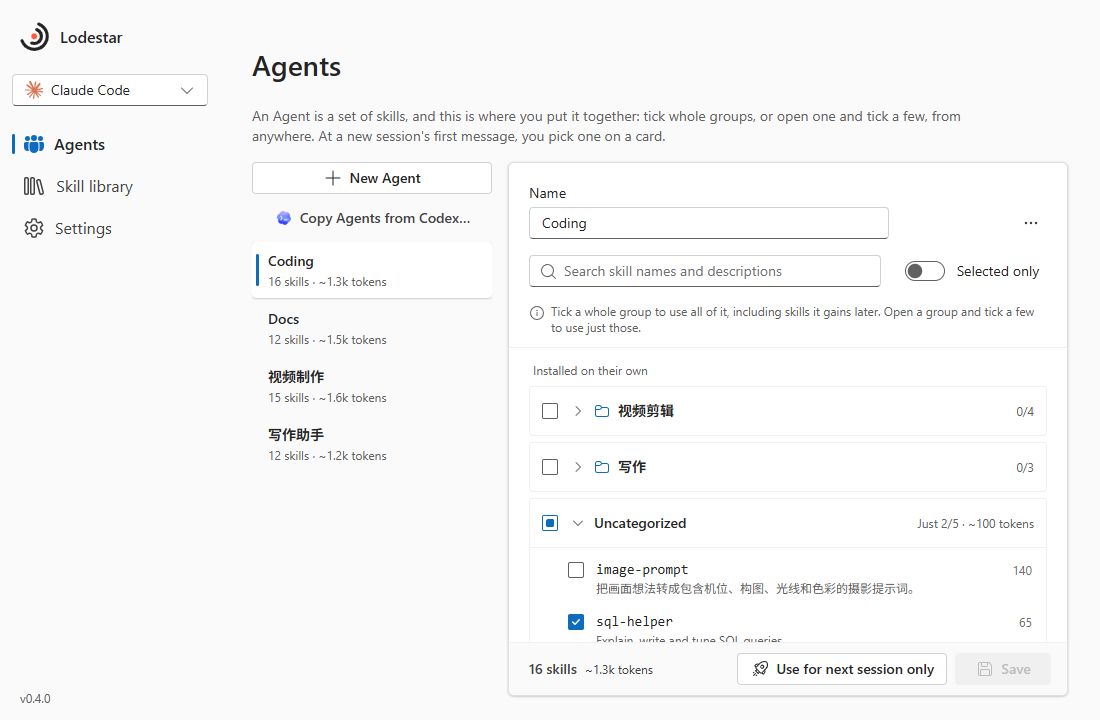 Lodestar
Claude Code
Agents
Skill library
Settings
v0.4.0
Agents
An Agent is a set of skills, and this is where you put it together: tick whole groups, or open one and tick a few, from
anywhere. At a new session's first message, you pick one on a card.
New Agent
Copy Agents from Codex...
Coding
16 skills · ~1.3k tokens
Docs
12 skills · ~1.5k tokens
视频制作
15 skills · ~1.6k tokens
写作助手
12 skills · ~1.2k tokens
Name
Coding
Search skill names and descriptions
Selected only
Tick a whole group to use all of it, including skills it gains later. Open a group and tick a few
to use just those.
Installed on their own
视频剪辑 0/4
写作 0/3
Uncategorized Just 2/5 · ~100 tokens
image-prompt 140
把画面想法转成包含机位、构图、光线和色彩的摄影提示词。
sql-helper 65
Explain, write and tune SQL queries
16 skills ~1.3k tokens
Use for next session only
Save